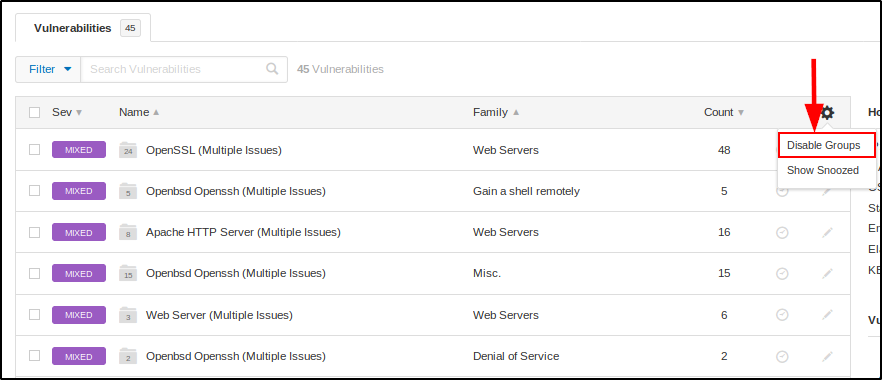 Vulnerabilities 45
Filter Search Vulnerabilities 45 Vulnerabilities
Sev Name Family Count
Disable Groups
Show Snoozed
MIXED 24 OpenSSL (Multiple Issues) Web Servers 48
MIXED 5 Openbsd Openssh (Multiple Issues) Gain a shell remotely 5
MIXED 8 Apache HTTP Server (Multiple Issues) Web Servers 16
MIXED 15 Openbsd Openssh (Multiple Issues) Misc. 15
MIXED 3 Web Server (Multiple Issues) Web Servers 6
MIXED 2 Openbsd Openssh (Multiple Issues) Denial of Service 2
Ho
Sta
En
Ela
KB
Vu